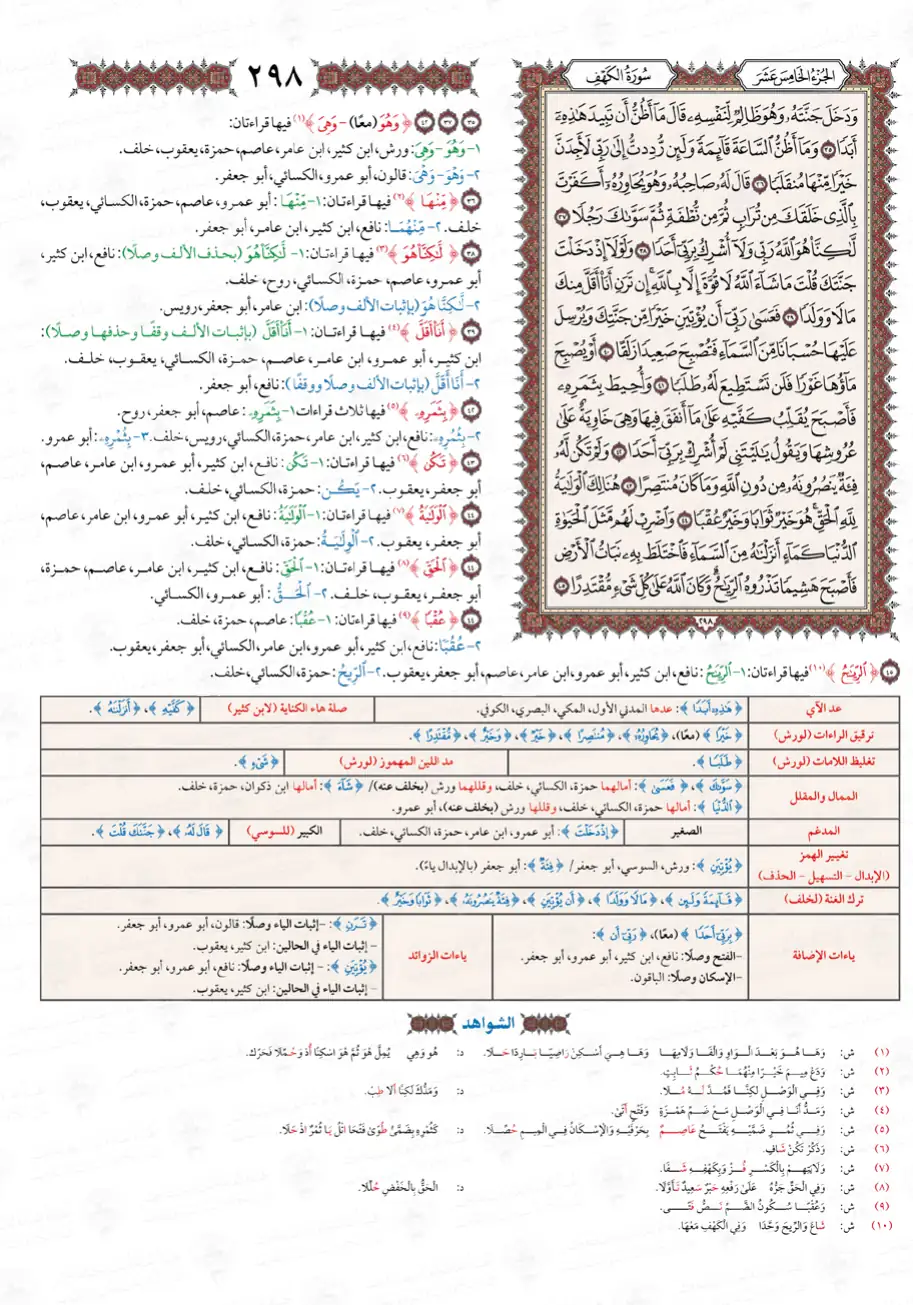 الجزء الخامس عشر
سورة الكهف
وَدَخَلَ جَنَّتَهُۥ وَهُوَ ظَالِمٌ لِّنَفْسِهِۦ قَالَ مَآ أَظُنُّ أَن تَبِيدَ هَٰذِهِۦٓ
أَبَدًا ٣٥ وَمَآ أَظُنُّ ٱلسَّاعَةَ قَآئِمَةً وَلَئِن رُّدِدتُّ إِلَىٰ رَبِّى لَأَجِدَنَّ
خَيْرًا مِّنْهَا مُنقَلَبًا ٣٦ قَالَ لَهُۥ صَاحِبُهُۥ وَهُوَ يُحَاوِرُهُۥٓ أَكَفَرْتَ
بِٱلَّذِى خَلَقَكَ مِن تُرَابٍ ثُمَّ مِن نُّطْفَةٍ ثُمَّ سَوَّىٰكَ رَجُلًا ٣٧
لَّٰكِنَّا۠ هُوَ ٱللَّهُ رَبِّى وَلَآ أُشْرِكُ بِرَبِّىٓ أَحَدًا ٣٨ وَلَوْلَآ إِذْ دَخَلْتَ
جَنَّتَكَ قُلْتَ مَا شَآءَ ٱللَّهُ لَا قُوَّةَ إِلَّا بِٱللَّهِ إِن تَرَنِ أَنَا۠ أَقَلَّ مِنكَ
مَالًا وَوَلَدًا ٣٩ فَعَسَىٰ رَبِّىٓ أَن يُؤْتِيَنِ خَيْرًا مِّن جَنَّتِكَ وَيُرْسِلَ
عَلَيْهَا حُسْبَانًا مِّنَ ٱلسَّمَآءِ فَتُصْبِحَ صَعِيدًا زَلَقًا ٤٠ أَوْ يُصْبِحَ
مَآؤُهَا غَوْرًا فَلَن تَسْتَطِيعَ لَهُۥ طَلَبًا ٤١ وَأُحِيطَ بِثَمَرِهِۦ
فَأَصْبَحَ يُقَلِّبُ كَفَّيْهِ عَلَىٰ مَآ أَنفَقَ فِيهَا وَهِىَ خَاوِيَةٌ عَلَىٰ
عُرُوشِهَا وَيَقُولُ يَٰلَيْتَنِى لَمْ أُشْرِكْ بِرَبِّىٓ أَحَدًا ٤٢ وَلَمْ تَكُن لَّهُۥ
فِئَةٌ يَنصُرُونَهُۥ مِن دُونِ ٱللَّهِ وَمَا كَانَ مُنتَصِرًا ٤٣ هُنَالِكَ ٱلْوَلَٰيَةُ
لِلَّهِ ٱلْحَقِّ هُوَ خَيْرٌ ثَوَابًا وَخَيْرٌ عُقْبًا ٤٤ وَٱضْرِبْ لَهُم مَّثَلَ ٱلْحَيَوٰةِ
ٱلدُّنْيَا كَمَآءٍ أَنزَلْنَٰهُ مِنَ ٱلسَّمَآءِ فَٱخْتَلَطَ بِهِۦ نَبَاتُ ٱلْأَرْضِ
فَأَصْبَحَ هَشِيمًا تَذْرُوهُ ٱلرِّيَٰحُ وَكَانَ ٱللَّهُ عَلَىٰ كُلِّ شَىْءٍ مُّقْتَدِرًا ٤٥
٢٩٨
٢٩٨
٣٥ ٣٧ ٤٢ ﴿ وَهُوَ (معًا) - وَهِىَ ﴾(١) فيها قراءتان:
١- وَهُوَ - وَهِىَ: ورش، ابن كثير، ابن عامر، عاصم، حمزة، يعقوب، خلف.
٢- وَهْوَ - وَهْىَ: قالون، أبو عمرو، الكسائي، أبو جعفر.
٣٦ ﴿ مِّنْهَا ﴾(٢) فيها قراءتان: ١- مِّنْهَا: أبو عمرو، عاصم، حمزة، الكسائي، يعقوب،
خلف. ٢- مِّنْهُمَا: نافع، ابن كثير، ابن عامر، أبو جعفر.
٣٨ ﴿ لَّٰكِنَّا۠هُوَ ﴾(٣) فيها قراءتان: ١- لَّٰكِنَّا۠هُوَ (بحذف الألف وصلًا): نافع، ابن كثير،
أبو عمرو، عاصم، حمزة، الكسائي، روح، خلف.
٢- لَّٰكِنَّا هُوَ (بإثبات الألف وصلًا): ابن عامر، أبو جعفر، رويس.
٣٩ ﴿ أَنَا۠أَقَلَّ ﴾(٤) فيها قراءتان: ١- أَنَا۠أَقَلَّ (بإثبات الألف وقفًا وحذفها وصلًا):
ابن كثير، أبو عمرو، ابن عامر، عاصم، حمزة، الكسائي، يعقوب، خلف.
٢- أَنَآ أَقَلَّ (بإثبات الألف وصلًا ووقفًا): نافع، أبو جعفر.
٤٢ ﴿ بِثَمَرِهِۦ ﴾(٥) فيها ثلاث قراءات ١- بِثَمَرِهِۦ: عاصم، أبو جعفر، روح.
٢- بِثُمُرِهِۦ: نافع، ابن كثير، ابن عامر، حمزة، الكسائي، رويس، خلف. ٣- بِثُمْرِهِۦ: أبو عمرو.
٤٣ ﴿ تَكُن ﴾(٦) فيها قراءتان: ١- تَكُن: نافع، ابن كثير، أبو عمرو، ابن عامر، عاصم،
أبو جعفر، يعقوب. ٢- يَكُن: حمزة، الكسائي، خلف.
٤٤ ﴿ ٱلْوَلَٰيَةُ ﴾(٧) فيها قراءتان: ١- ٱلْوَلَٰيَةُ: نافع، ابن كثير، أبو عمرو، ابن عامر، عاصم،
أبو جعفر، يعقوب. ٢- ٱلْوِلَٰيَةُ: حمزة، الكسائي، خلف.
٤٤ ﴿ ٱلْحَقِّ ﴾(٨) فيها قراءتان: ١- ٱلْحَقِّ: نافع، ابن كثير، ابن عامر، عاصم، حمزة،
أبو جعفر، يعقوب، خلف. ٢- ٱلْحَقُّ: أبو عمرو، الكسائي.
٤٤ ﴿ عُقْبًا ﴾(٩) فيها قراءتان: ١- عُقْبًا: عاصم، حمزة، خلف.
٢- عُقُبًا: نافع، ابن كثير، أبو عمرو، ابن عامر، الكسائي، أبو جعفر، يعقوب.
٤٥ ﴿ ٱلرِّيَٰحُ ﴾(١٠) فيها قراءتان: ١- ٱلرِّيَٰحُ: نافع، ابن كثير، أبو عمرو، ابن عامر، عاصم، أبو جعفر، يعقوب. ٢- ٱلرِّيحُ: حمزة، الكسائي، خلف.
عد الآي ﴿ هَٰذِهِۦٓ أَبَدًا ﴾: عدها المدني الأول، المكي، البصري، الكوفي. صلة هاء الكناية (لابن كثير) ﴿ كَفَّيْهِ ﴾، ﴿ أَنزَلْنَٰهُ ﴾.
ترقيق الراءات (لورش) ﴿ خَيْرًا ﴾ (معًا)، ﴿ يُحَاوِرُهُۥٓ ﴾، ﴿ مُنتَصِرًا ﴾، ﴿ خَيْرٌ ﴾، ﴿ وَخَيْرٌ ﴾، ﴿ مُّقْتَدِرًا ﴾.
تغليظ اللامات (لورش) ﴿ طَلَبًا ﴾. مد اللين المهموز (لورش) ﴿ شَىْءٍ ﴾.
الممال والمقلل ﴿ سَوَّىٰكَ ﴾، ﴿ فَعَسَىٰ ﴾: أمالهما حمزة، الكسائي، خلف، وقللهما ورش (بخلف عنه)/ ﴿ شَآءَ ﴾: أمالها ابن ذكوان، حمزة، خلف.
﴿ ٱلدُّنْيَا ﴾: أمالها حمزة، الكسائي، خلف، وقللها ورش (بخلف عنه)، أبو عمرو.
المدغم الصغير ﴿ إِذْ دَخَلْتَ ﴾: أبو عمرو، ابن عامر، حمزة، الكسائي، خلف. الكبير (للسوسي) ﴿ قَالَ لَهُۥ ﴾، ﴿ جَنَّتَكَ قُلْتَ ﴾.
تغيير الهمز
(الإبدال - التسهيل - الحذف) ﴿ يُؤْتِيَنِ ﴾: ورش، السوسي، أبو جعفر/ ﴿ فِئَةٌ ﴾: أبو جعفر (بالإبدال ياءً).
ترك الغنة (لخلف) ﴿ قَآئِمَةً وَلَئِن ﴾، ﴿ مَالًا وَوَلَدًا ﴾، ﴿ أَن يُؤْتِيَنِ ﴾، ﴿ فِئَةٌ يَنصُرُونَهُۥ ﴾، ﴿ ثَوَابًا وَخَيْرٌ ﴾.
ياءات الإضافة ﴿ بِرَبِّىٓ أَحَدًا ﴾ (معًا)، ﴿ رَبِّىٓ أَن ﴾:
-الفتح وصلًا: نافع، ابن كثير، أبو عمرو، أبو جعفر.
-الإسكان وصلًا: الباقون.
ياءات الزوائد ﴿ تَرَنِ ﴾: -إثبات الياء وصلًا: قالون، أبو عمرو، أبو جعفر.
- إثبات الياء في الحالين: ابن كثير، يعقوب.
﴿ يُؤْتِيَنِ ﴾: - إثبات الياء وصلًا: نافع، أبو عمرو، أبو جعفر.
- إثبات الياء في الحالين: ابن كثير، يعقوب.
الشواهد
(١) ش: وَهَا هُوَ بَعْدَ الْوَاوِ وَالْفَا وَلَامِهَا وَهَا هِيَ أَسْكِنْ رَاضِيًا بَارِدًا حَلَا. د: هُوَ وَهِيَ يُمِلَّ هُوَ ثُمَّ هُوَ اسْكِنًا أُدْ وَحُمِّلَا فَحَرِّكْ.
(٢) ش: وَدَعْ مِيمَ خَيْرًا مِنْهُمَا حُكْمُ ثَابِتٍ.
(٣) ش: وَفِي الْوَصْلِ لَكِنَّا فَمُدَّ لَهُ مُلَا. د: وَمَدُّكَ لَكِنَّا أَلَا طِبْ.
(٤) ش: وَمَدُّ أَنَا فِي الْوَصْلِ مَعْ ضَمِّ هَمْزَةٍ وَفَتْحٍ أَتَىٰ.
(٥) ش: وَفِي ثُمُرٍ ضَمَّيْهِ يَفْتَحُ عَاصِمٌ بِحَرْفَيْهِ وَالْإِسْكَانُ فِي الْمِيمِ حُصِّلَا. د: كَثُمْرِهِ بِضَمَّيْ طَوَىٰ فَتْحًا اتْلُ يَا ثُمُرٌ اذْ حَلَا.
(٦) ش: وَذَكِّرْ تَكُنْ شَافٍ.
(٧) ش: وَلَايَتِهِمْ بِالْكَسْرِ فُزْ وَبِكَهْفِهِ شَفَا.
(٨) ش: وَفِي الْحَقِّ جَرُّهُ عَلَىٰ رَفْعِهِ حَبْرٌ سَعِيدٌ تَأَوَّلَا. د: الْحَقُّ بِالْخَفْضِ حُلِّلَا.
(٩) ش: وَعُقْبًا سُكُونُ الضَّمِّ نَصُّ فَتًى.
(١٠) ش: شَاعَ وَالرِّيحَ وَحَّدَا وَفِي الْكَهْفِ مَعْهَا.